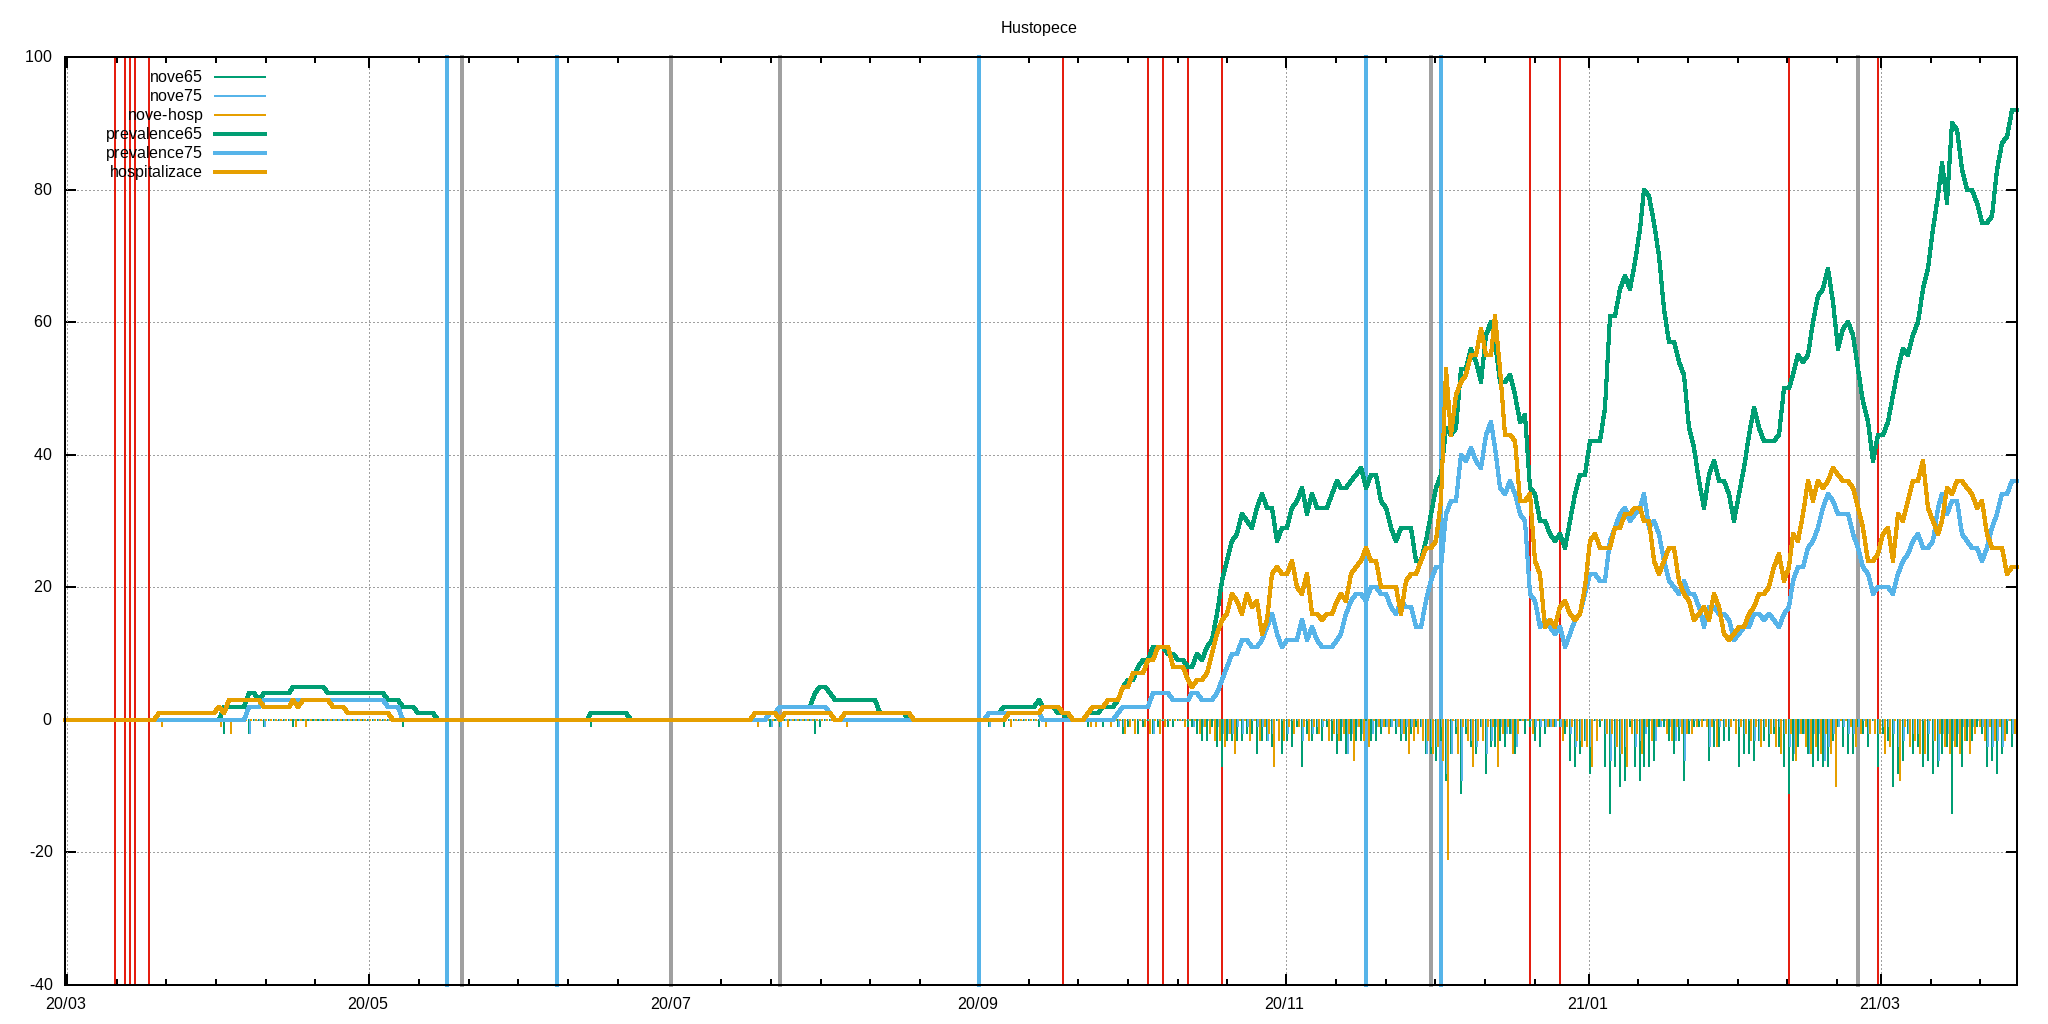 Hustopece
100
80
60
40
20
0
-20
-40
nove65
nove75
nove-hosp
prevalence65
prevalence75
hospitalizace
20/03 20/05 20/07 20/09 20/11 21/01 21/03